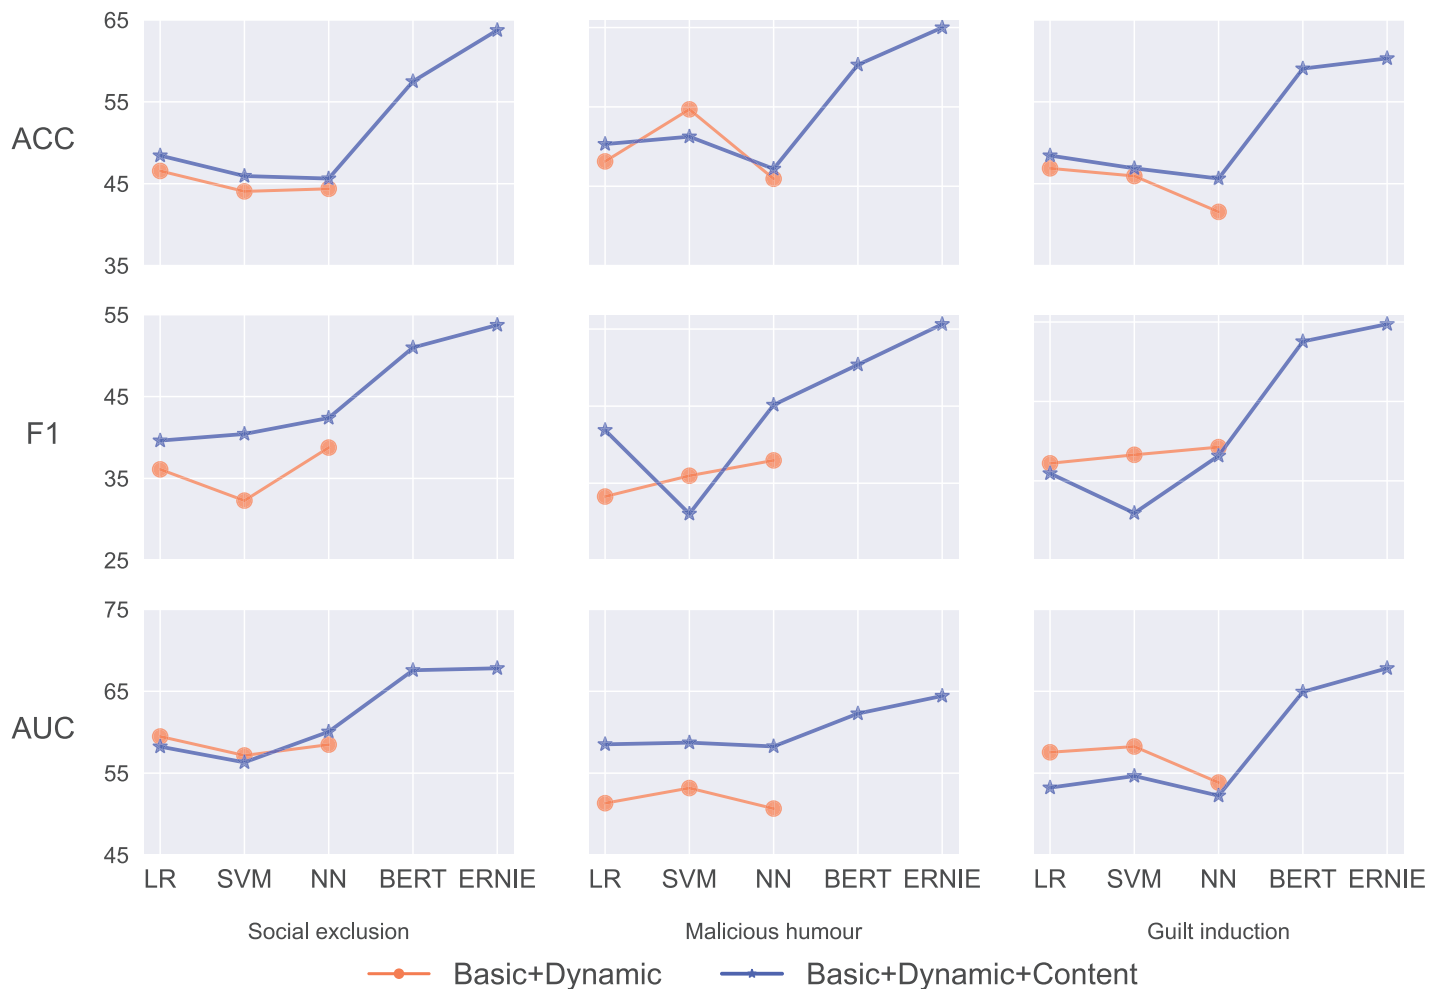 65
55
ACC
45
35
55
45
F1
35
25
75
65
AUC
55
45
LR SVM NN BERT ERNIE LR SVM NN BERT ERNIE LR SVM NN BERT ERNIE
Social exclusion Malicious humour Guilt induction
Basic+Dynamic Basic+Dynamic+Content